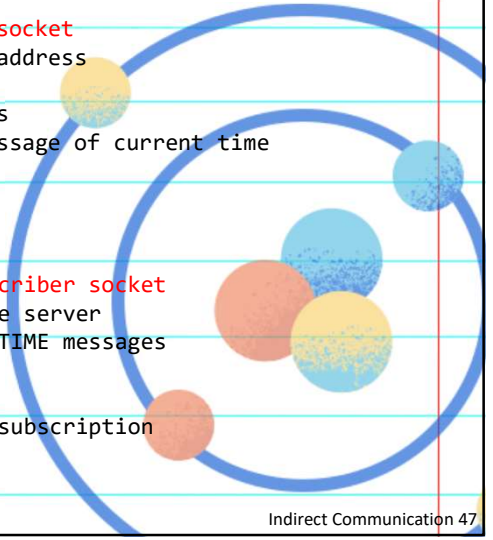 socket
address
s
ssage of current time
criber socket
e server
TIME messages
subscription
Indirect Communication 47